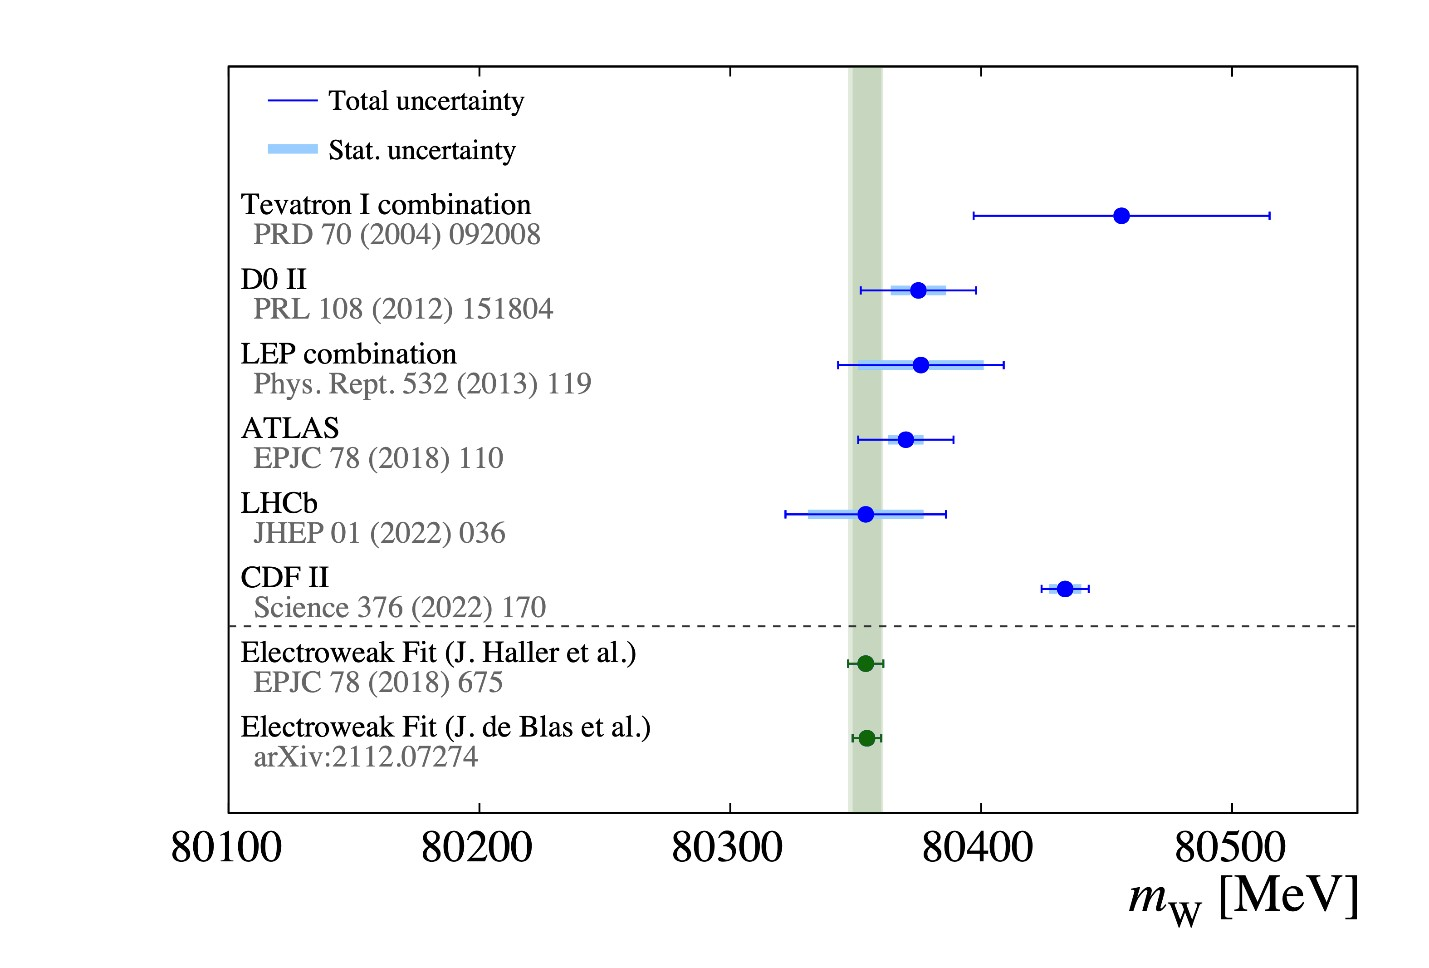 Total uncertainty
Stat. uncertainty
Tevatron I combination
PRD 70 (2004) 092008
D0 II
PRL 108 (2012) 151804
LEP combination
Phys. Rept. 532 (2013) 119
ATLAS
EPJC 78 (2018) 110
LHCb
JHEP 01 (2022) 036
CDF II
Science 376 (2022) 170
Electroweak Fit (J. Haller et al.)
EPJC 78 (2018) 675
Electroweak Fit (J. de Blas et al.)
arXiv:2112.07274
80100 80200 80300 80400 80500
mW [MeV]